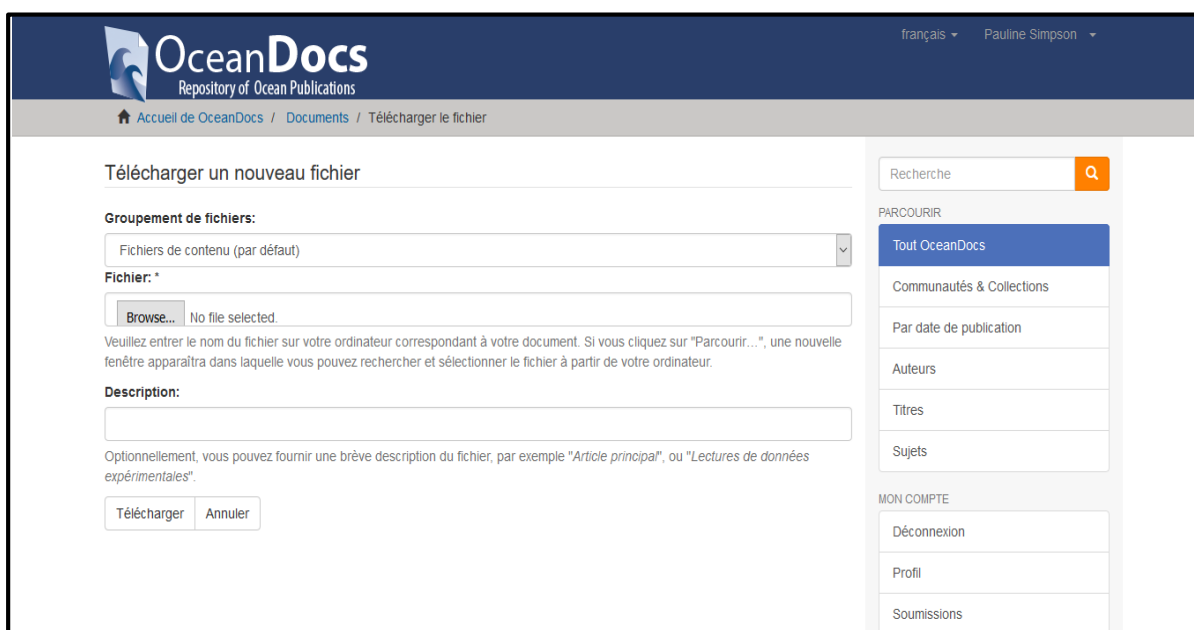 OceanDocs
Repository of Ocean Publications
français
Pauline Simpson
Accueil de OceanDocs / Documents / Télécharger le fichier
Télécharger un nouveau fichier
Groupement de fichiers:
Fichiers de contenu (par défaut)
Fichier: *
Browse... No file selected.
Veuillez entrer le nom du fichier sur votre ordinateur correspondant à votre document. Si vous cliquez sur "Parcourir…", une nouvelle
fenêtre apparaîtra dans laquelle vous pouvez rechercher et sélectionner le fichier à partir de votre ordinateur.
Description:
Optionnellement, vous pouvez fournir une brève description du fichier, par exemple "Article principal", ou "Lectures de données
expérimentales".
Télécharger
Annuler
Recherche
PARCOURIR
Tout OceanDocs
Communautés & Collections
Par date de publication
Auteurs
Titres
Sujets
MON COMPTE
Déconnexion
Profil
Soumissions